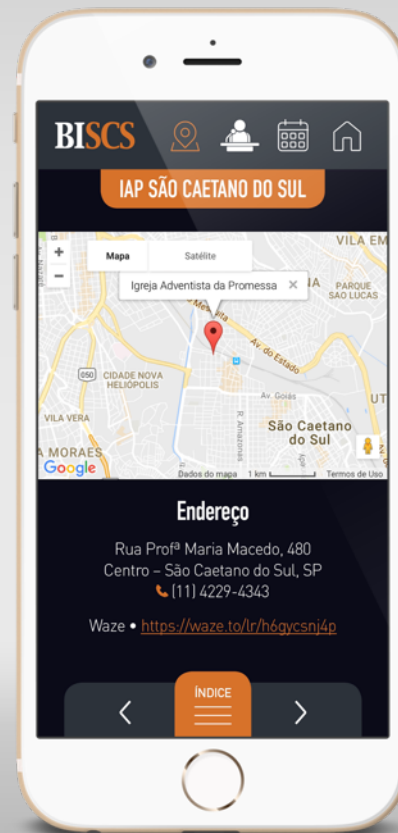 BISCS
IAP SÃO CAETANO DO SUL
VILA EM
+
Mapa
Satélite
−
Igreja Adventista da Promessa ×
PARQUE
SAO LUCAS
Av. do Estado
050
CIDADE NOVA
HELIÓPOLIS
Av. Goiás
UT
VILA VERA
R. Amazonas
São Caetano
do Sul
A MORAES
Google
Dados do mapa
1 km
Termos de Uso
Endereço
Rua Profª Maria Macedo, 480
Centro – São Caetano do Sul, SP
(11) 4229-4343
Waze • https://waze.to/lr/h6gycsnj4p
ÍNDICE